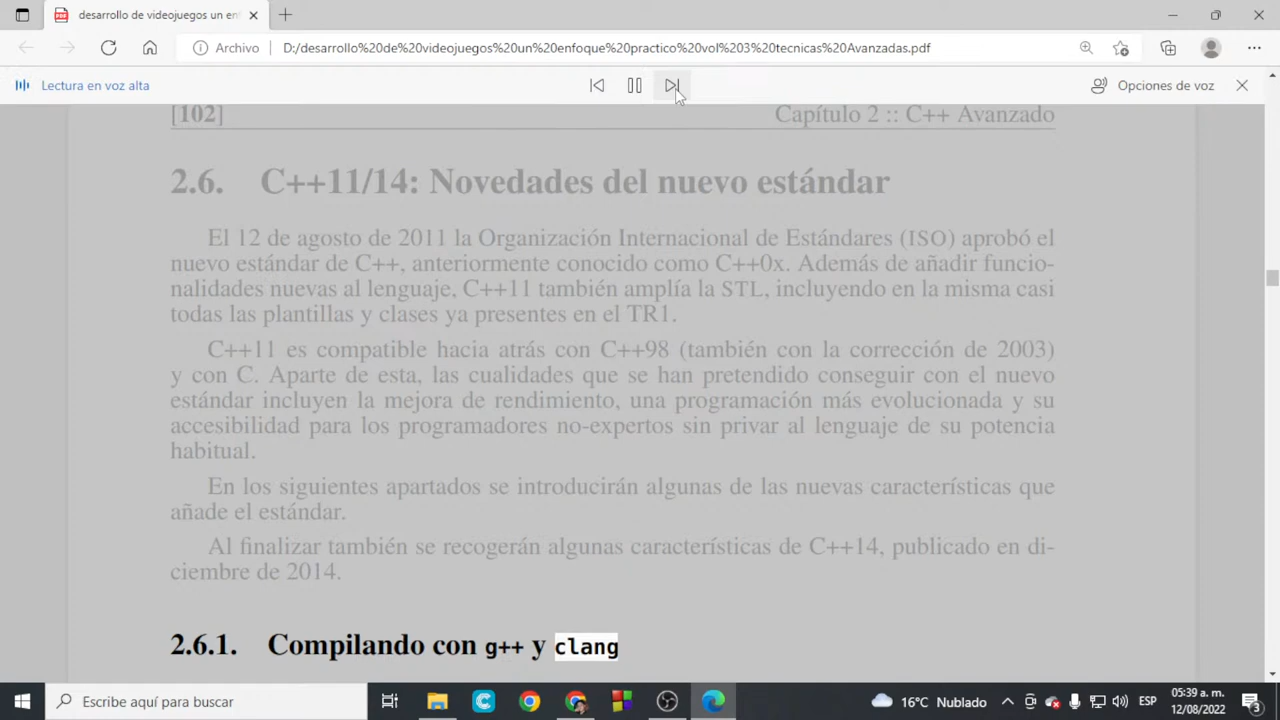 desarrollo de videojuegos un en
Archivo
D:/desarrollo%20de%20videojuegos%20un%20enfoque%20practico%20vol%203%20tecnicas%20Avanzadas.pdf
Lectura en voz alta
Opciones de voz
[102]
Capítulo 2 :: C++ Avanzado
2.6. C++11/14: Novedades del nuevo estándar
El 12 de agosto de 2011 la Organización Internacional de Estándares (ISO) aprobó el
nuevo estándar de C++, anteriormente conocido como C++0x. Además de añadir funcio-
nalidades nuevas al lenguaje, C++11 también amplía la STL, incluyendo en la misma casi
todas las plantillas y clases ya presentes en el TR1.
C++11 es compatible hacia atrás con C++98 (también con la corrección de 2003)
y con C. Aparte de esta, las cualidades que se han pretendido conseguir con el nuevo
estándar incluyen la mejora de rendimiento, una programación más evolucionada y su
accesibilidad para los programadores no-expertos sin privar al lenguaje de su potencia
habitual.
En los siguientes apartados se introducirán algunas de las nuevas características que
añade el estándar.
Al finalizar también se recogerán algunas características de C++14, publicado en di-
ciembre de 2014.
2.6.1. Compilando con g++ y clang
Escribe aquí para buscar
16°C Nublado
ESP
05:39 a. m.
12/08/2022
3